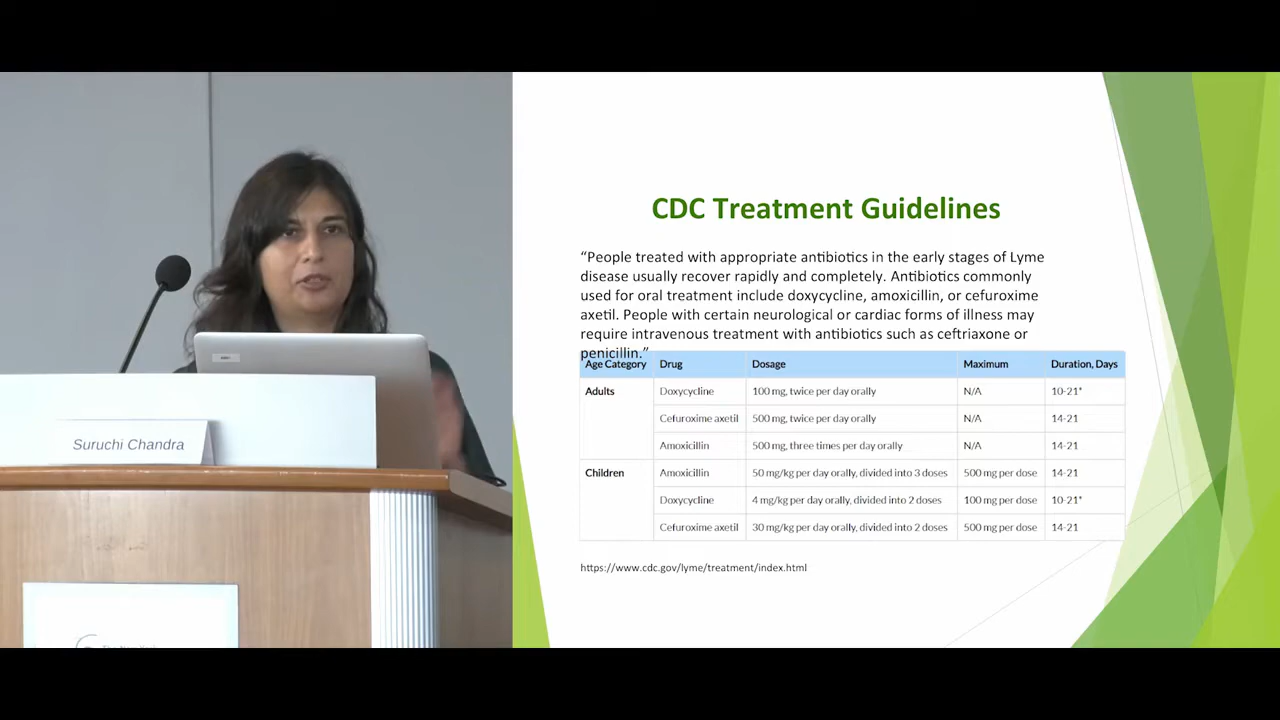 CDC Treatment Guidelines
“People treated with appropriate antibiotics in the early stages of Lyme
disease usually recover rapidly and completely. Antibiotics commonly
used for oral treatment include doxycycline, amoxicillin, or cefuroxime
axetil. People with certain neurological or cardiac forms of illness may
require intravenous treatment with antibiotics such as ceftriaxone or
penicillin.”
Age Category Drug Dosage Maximum Duration, Days
Adults Doxycycline 100 mg, twice per day orally N/A 10-21*
Cefuroxime axetil 500 mg, twice per day orally N/A 14-21
Amoxicillin 500 mg, three times per day orally N/A 14-21
Children Amoxicillin 50 mg/kg per day orally, divided into 3 doses 500 mg per dose 14-21
Doxycycline 4 mg/kg per day orally, divided into 2 doses 100 mg per dose 10-21*
Cefuroxime axetil 30 mg/kg per day orally, divided into 2 doses 500 mg per dose 14-21
https://www.cdc.gov/lyme/treatment/index.html
Suruchi Chandra